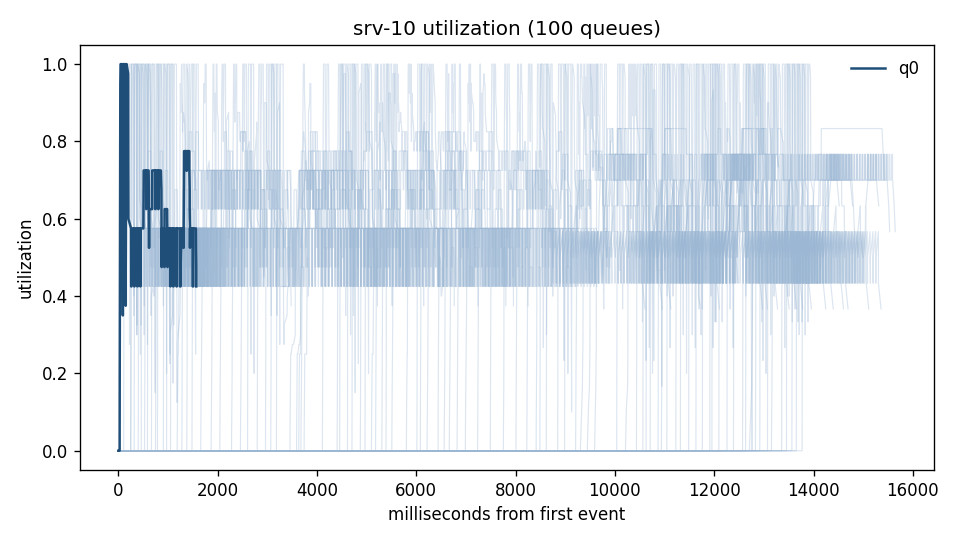 srv-10 utilization (100 queues)
q0
utilization
1.0
0.8
0.6
0.4
0.2
0.0
0 2000 4000 6000 8000 10000 12000 14000 16000
milliseconds from first event